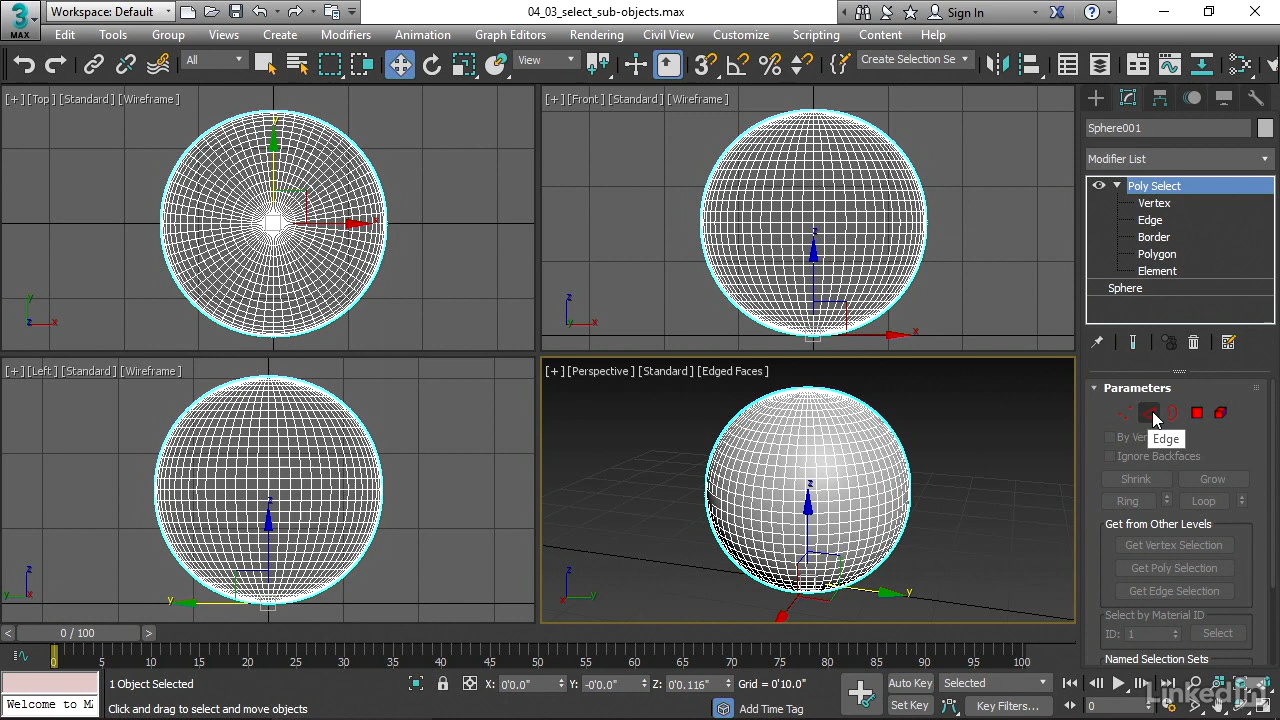 3
MAX
Workspace: Default
04_03_select_sub-objects.max
Sign In
Edit Tools Group Views Create Modifiers Animation Graph Editors Rendering Civil View Customize Scripting Content Help
All
View
Create Selection Se
[+] [Top] [Standard] [Wireframe]
[+] [Front] [Standard] [Wireframe]
[+] [Left] [Standard] [Wireframe]
[+] [Perspective] [Standard] [Edged Faces]
Sphere001
Modifier List
Poly Select
Vertex
Edge
Border
Polygon
Element
Sphere
Parameters
By Ver
Edge
Ignore Backfaces
Shrink Grow
Ring Loop
Get from Other Levels
Get Vertex Selection
Get Poly Selection
Get Edge Selection
Select by Material ID
ID: 1 Select
Named Selection Sets
< 0 / 100 >
0 5 10 15 20 25 30 35 40 45 50 55 60 65 70 75 80 85 90 95 100
1 Object Selected
X: 0'0.0" Y: -0'0.0" Z: 0'0.116" Grid = 0'10.0"
Auto Key Selected
Welcome to MA
Click and drag to select and move objects
Add Time Tag
Set Key Key Filters...
0
LinkedIn